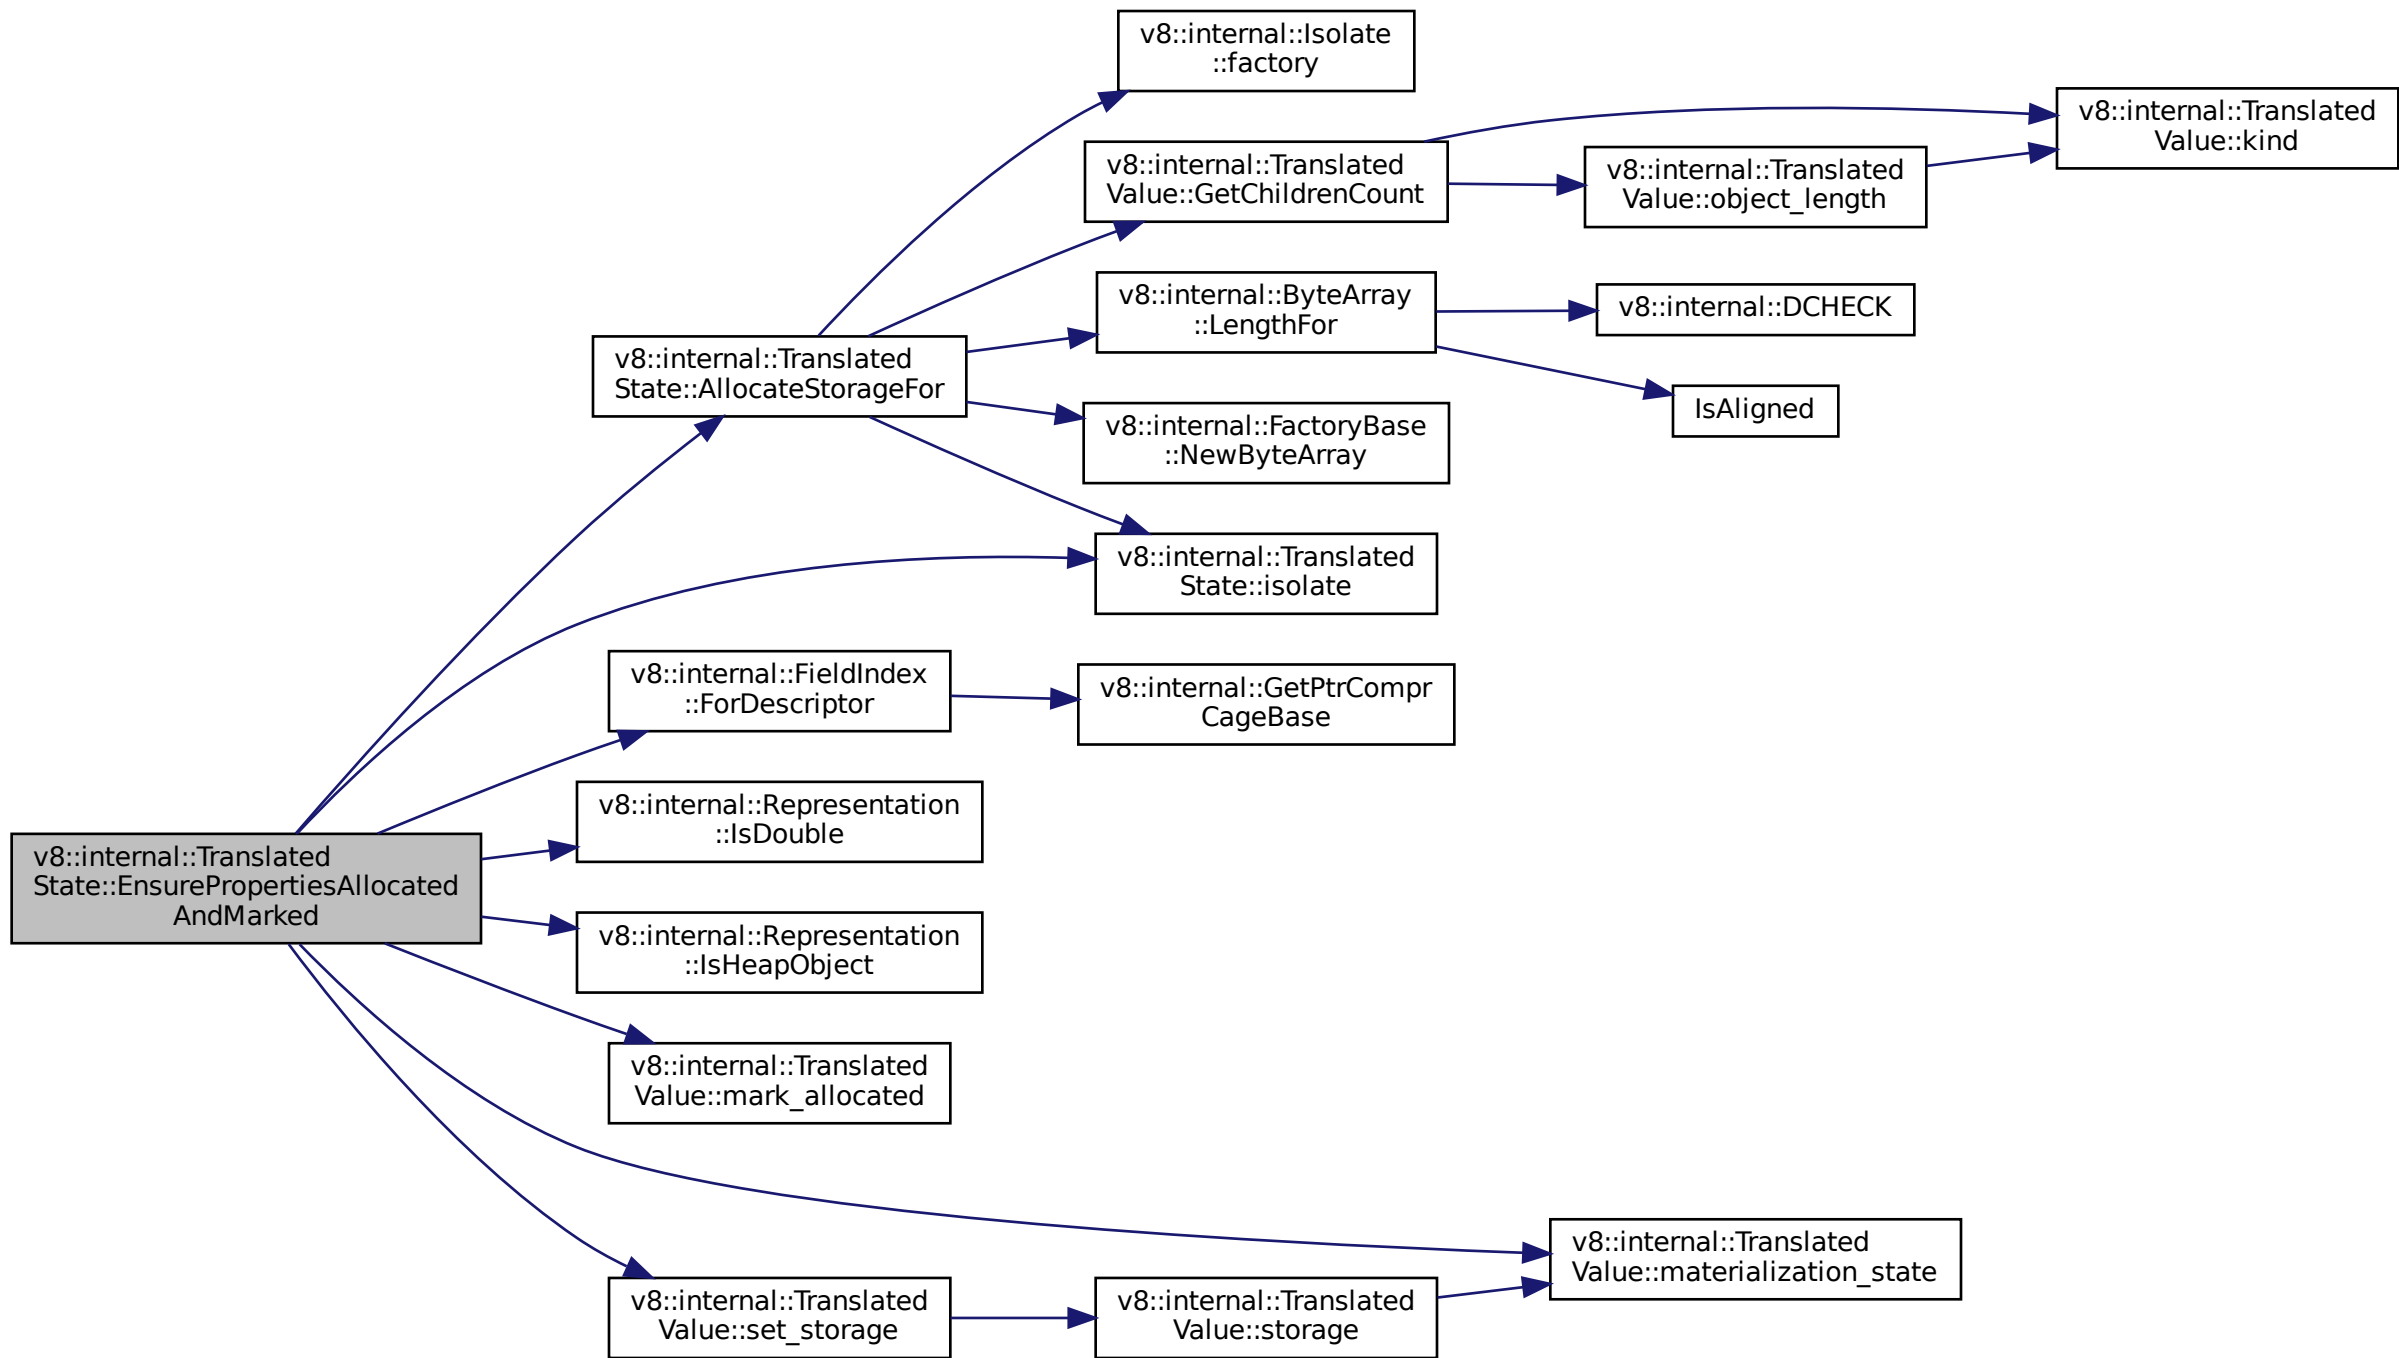 v8::internal::Isolate
::factory
v8::internal::Translated
Value::kind
v8::internal::Translated
Value::GetChildrenCount
v8::internal::Translated
Value::object_length
v8::internal::ByteArray
::LengthFor
v8::internal::DCHECK
v8::internal::Translated
State::AllocateStorageFor
IsAligned
v8::internal::FactoryBase
::NewByteArray
v8::internal::Translated
State::isolate
v8::internal::FieldIndex
::ForDescriptor
v8::internal::GetPtrCompr
CageBase
v8::internal::Representation
::IsDouble
v8::internal::Translated
State::EnsurePropertiesAllocated
AndMarked
v8::internal::Representation
::IsHeapObject
v8::internal::Translated
Value::mark_allocated
v8::internal::Translated
Value::materialization_state
v8::internal::Translated
Value::set_storage
v8::internal::Translated
Value::storage